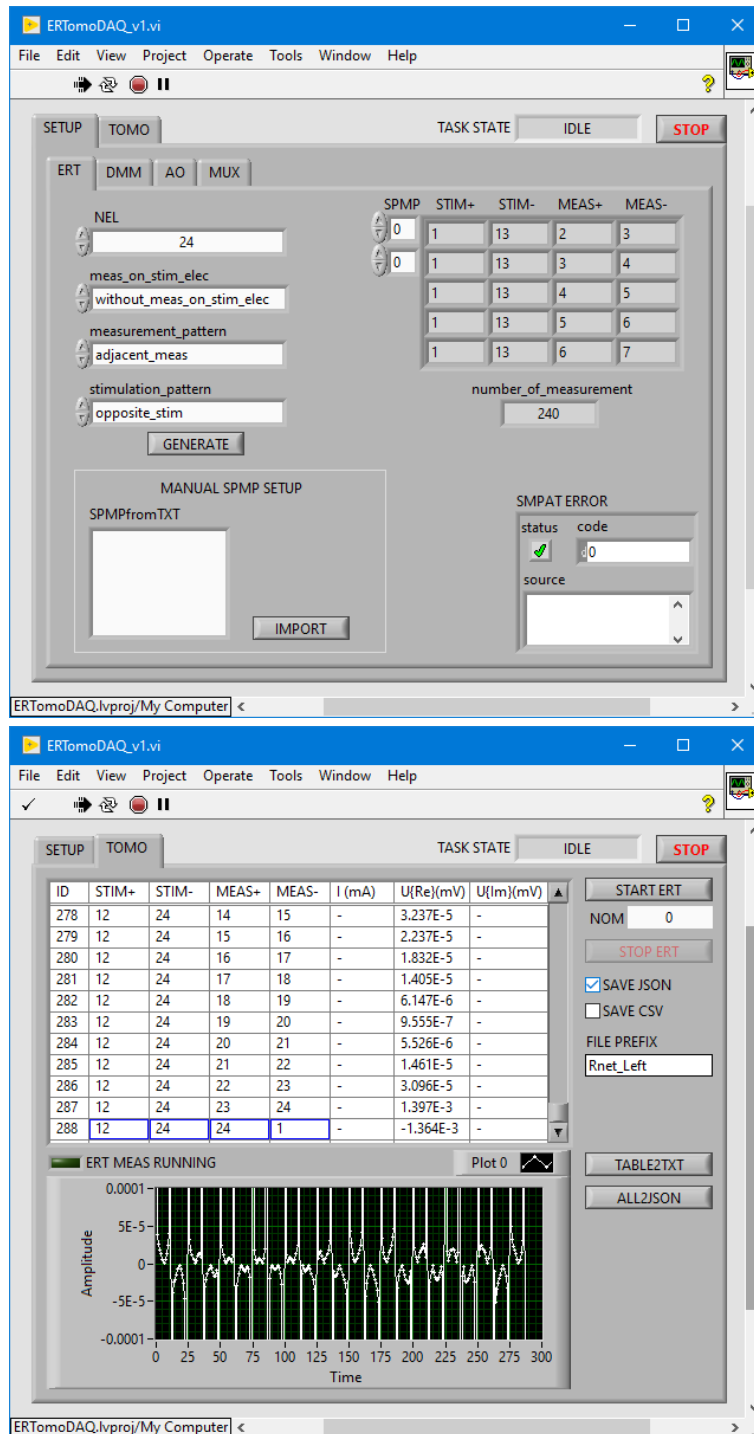 ERTomoDAQ_v1.vi
File Edit View Project Operate Tools Window Help
SETUP TOMO TASK STATE IDLE STOP
ERT DMM AO MUX
SPMP STIM+ STIM- MEAS+ MEAS-
0 1 13 2 3
0 1 13 3 4
1 13 4 5
1 13 5 6
1 13 6 7
NEL
24
meas_on_stim_elec
without_meas_on_stim_elec
measurement_pattern
adjacent_meas
stimulation_pattern
opposite_stim
GENERATE
number_of_measurement
240
MANUAL SPMP SETUP
SPMPfromTXT
IMPORT
SMPAT ERROR
status code
d0
source
ERTomoDAQ.lvproj/My Computer
ERTomoDAQ_v1.vi
File Edit View Project Operate Tools Window Help
SETUP TOMO TASK STATE IDLE STOP
ID STIM+ STIM- MEAS+ MEAS- I (mA) U{Re}(mV) U{Im}(mV)
278 12 24 14 15 - 3.237E-5 -
279 12 24 15 16 - 2.237E-5 -
280 12 24 16 17 - 1.832E-5 -
281 12 24 17 18 - 1.405E-5 -
282 12 24 18 19 - 6.147E-6 -
283 12 24 19 20 - 9.555E-7 -
284 12 24 20 21 - 5.526E-6 -
285 12 24 21 22 - 1.461E-5 -
286 12 24 22 23 - 3.096E-5 -
287 12 24 23 24 - 1.397E-3 -
288 12 24 24 1 - -1.364E-3 -
START ERT
NOM 0
STOP ERT
SAVE JSON
SAVE CSV
FILE PREFIX
Rnet_Left
ERT MEAS RUNNING Plot 0
TABLE2TXT
ALL2JSON
Amplitude
0.0001
5E-5
0
-5E-5
-0.0001
0 25 50 75 100 125 150 175 200 225 250 275 300
Time
ERTomoDAQ.lvproj/My Computer